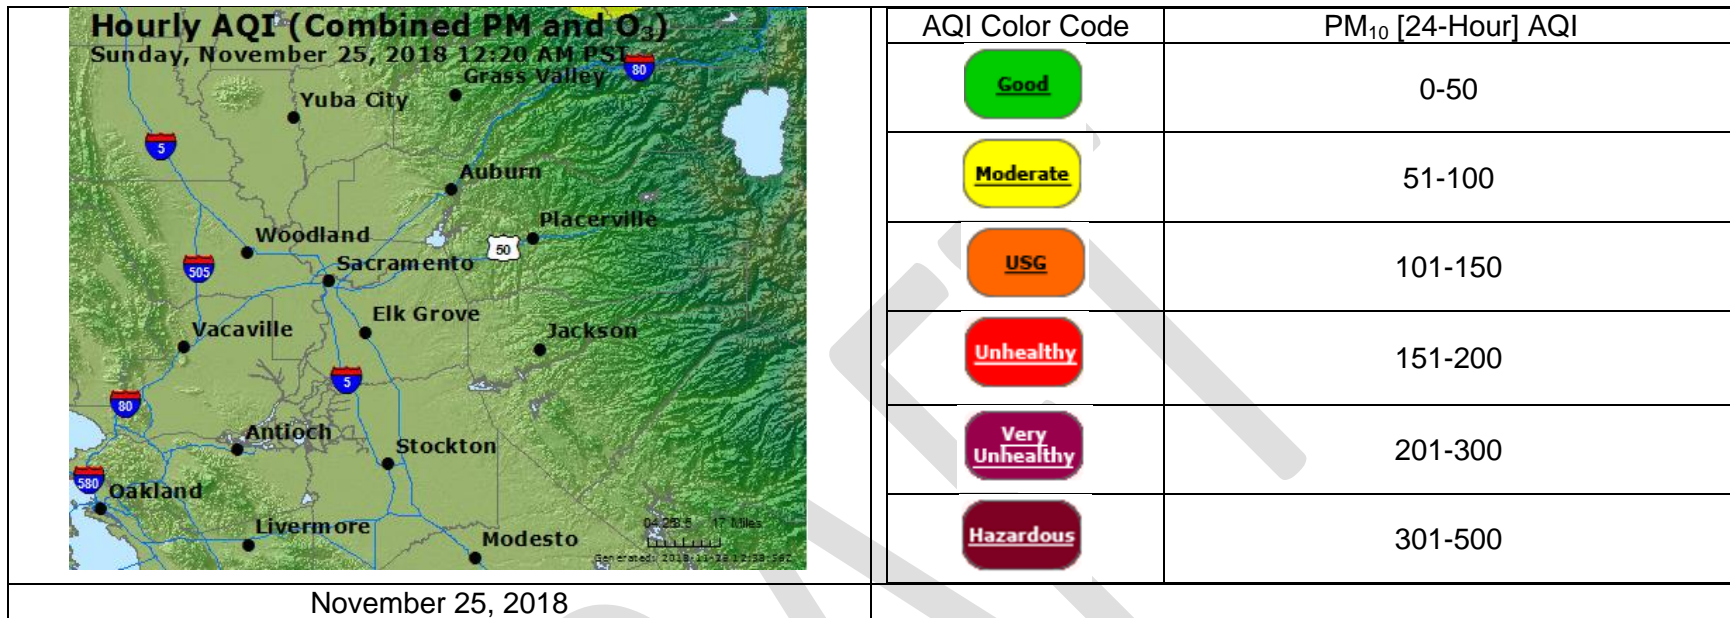 Hourly AQI (Combined PM and O3)
Sunday, November 25, 2018 12:20 AM PST
80
Grass Valley
Yuba City
5
Auburn
Placerville
Woodland
50
505
Sacramento
Elk Grove
Vacaville
Jackson
5
80
Antioch
Stockton
580
Oakland
Livermore
17 Miles
Modesto
November 25, 2018
AQI Color Code PM10 [24-Hour] AQI
Good 0-50
Moderate 51-100
USG 101-150
Unhealthy 151-200
Very
Unhealthy 201-300
Hazardous 301-500